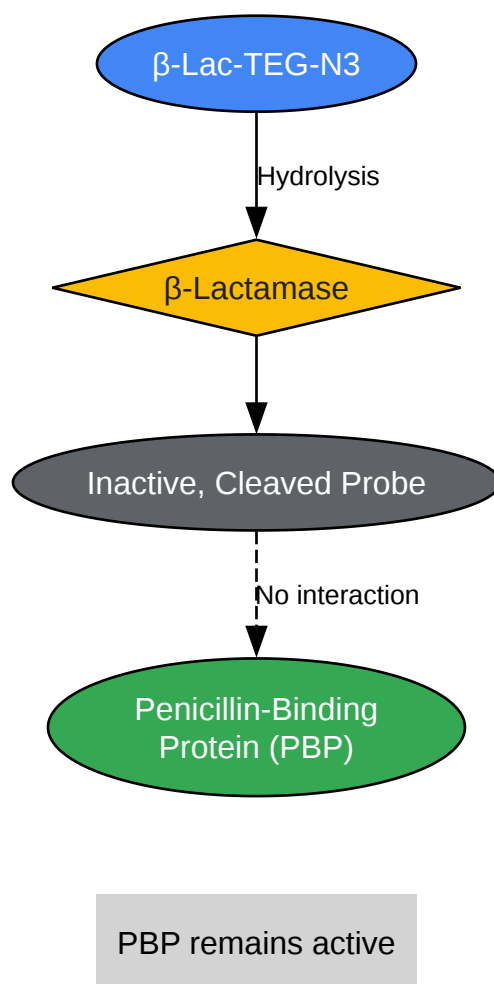 β-Lac-TEG-N3
Hydrolysis
β-Lactamase
Inactive, Cleaved Probe
No interaction
Penicillin-Binding
Protein (PBP)
PBP remains active